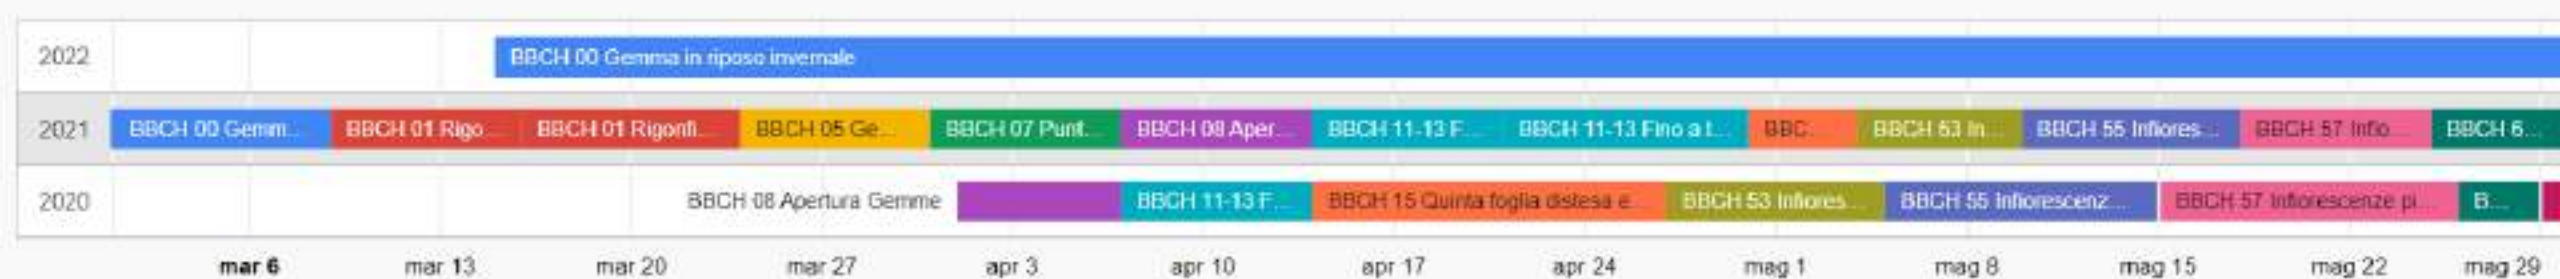 2022 BBCH 00 Gemma in riposo invernale
2021 BBCH 00 Gemm... BBCH 01 Rigo... BBCH 01 Rigonfi... BBCH 05 Ge... BBCH 07 Punt... BBCH 08 Aper... BBCH 11-13 F... BBCH 11-13 Fino a t... BBC... BBCH 53 In... BBCH 55 Infiores... BBCH 57 Infio... BBCH 6...
2020 BBCH 08 Apertura Gemme BBCH 11-13 F... BBCH 15 Quinta foglia distesa e... BBCH 53 Infiores... BBCH 55 Infiorescenz... BBCH 57 Infiorescenze pi... B...
mar 6 mar 13 mar 20 mar 27 apr 3 apr 10 apr 17 apr 24 mag 1 mag 8 mag 15 mag 22 mag 29